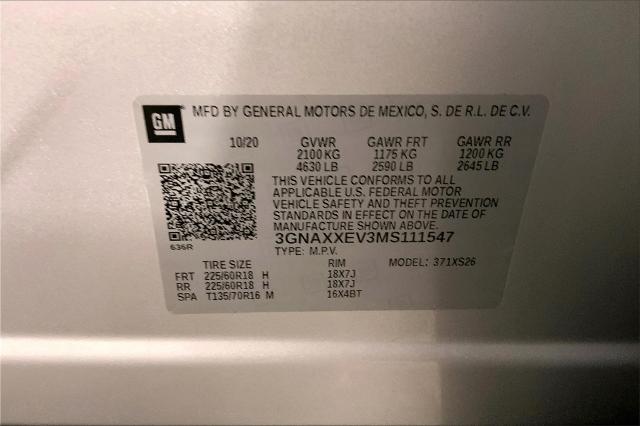 GM
MFD BY GENERAL MOTORS DE MEXICO, S. DE R.L. DE C.V.
10/20 GVWR GAWR FRT GAWR RR
2100 KG 1175 KG 1200 KG
4630 LB 2590 LB 2645 LB
THIS VEHICLE CONFORMS TO ALL
APPLICABLE U.S. FEDERAL MOTOR
VEHICLE SAFETY AND THEFT PREVENTION
STANDARDS IN EFFECT ON THE DATE OF
MANUFACTURE SHOWN ABOVE.
3GNAXXEV3MS111547
636R
TYPE: M.P.V.
TIRE SIZE RIM MODEL: 371XS26
FRT 225/60R18 H 18X7J
RR 225/60R18 H 18X7J
SPA T135/70R16 M 16X4BT